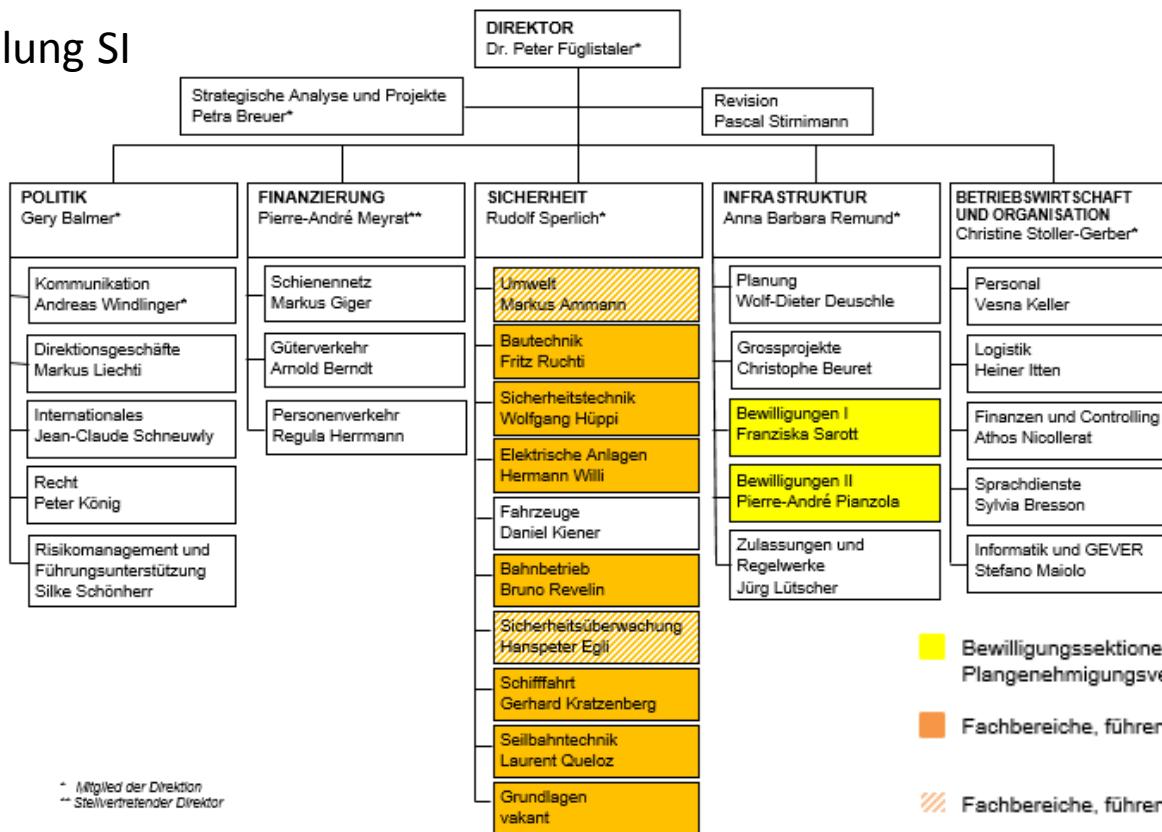 lung SI
DIREKTOR
Dr. Peter Füglistaler*
Strategische Analyse und Projekte
Petra Breuer*
Revision
Pascal Stirnimann
POLITIK
Gery Balmer*
Kommunikation
Andreas Windlinger*
Direktionsgeschäfte
Markus Liechti
Internationales
Jean-Claude Schneuwly
Recht
Peter König
Risikomanagement und
Führungsunterstützung
Silke Schönherr
FINANZIERUNG
Pierre-André Meyrat**
Schienennetz
Markus Giger
Güterverkehr
Arnold Berndt
Personenverkehr
Regula Herrmann
SICHERHEIT
Rudolf Sperlich*
Umwelt
Markus Ammann
Bautechnik
Fritz Ruchti
Sicherheitstechnik
Wolfgang Hüppi
Elektrische Anlagen
Hermann Willi
Fahrzeuge
Daniel Kiener
Bahnbetrieb
Bruno Revelin
Sicherheitsüberwachung
Hanspeter Egli
Schifffahrt
Gerhard Kratzenberg
Seilbahntechnik
Laurent Queloz
Grundlagen
vakant
INFRASTRUKTUR
Anna Barbara Remund*
Planung
Wolf-Dieter Deuschle
Grossprojekte
Christophe Beuret
Bewilligungen I
Franziska Sarott
Bewilligungen II
Pierre-André Pianzola
Zulassungen und
Regelwerke
Jürg Lütscher
BETRIEBSWIRTSCHAFT
UND ORGANISATION
Christine Stoller-Gerber*
Personal
Vesna Keller
Logistik
Heiner Itten
Finanzen und Controlling
Athos Nicollerat
Sprachdienste
Sylvia Bresson
Informatik und GEVER
Stefano Maiolo
Bewilligungssektione
Plangenehmigungsve
Fachbereiche, führen
Fachbereiche, führen
* Mitglied der Direktion
** Stellvertretender Direktor